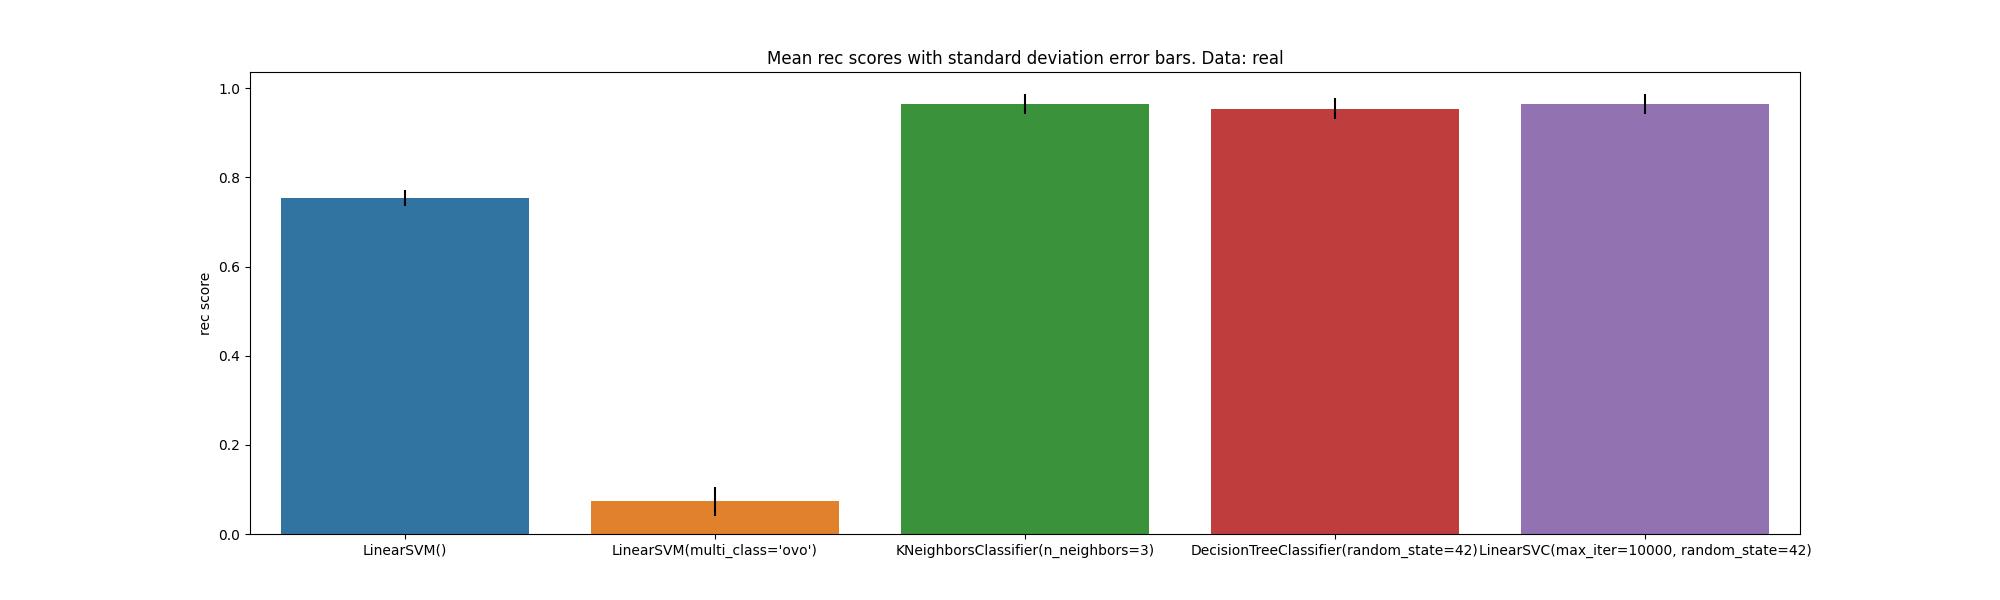 Mean rec scores with standard deviation error bars. Data: real
rec score
1.0
0.8
0.6
0.4
0.2
0.0
LinearSVM()
LinearSVM(multi_class='ovo')
KNeighborsClassifier(n_neighbors=3)
DecisionTreeClassifier(random_state=42)
LinearSVC(max_iter=10000, random_state=42)